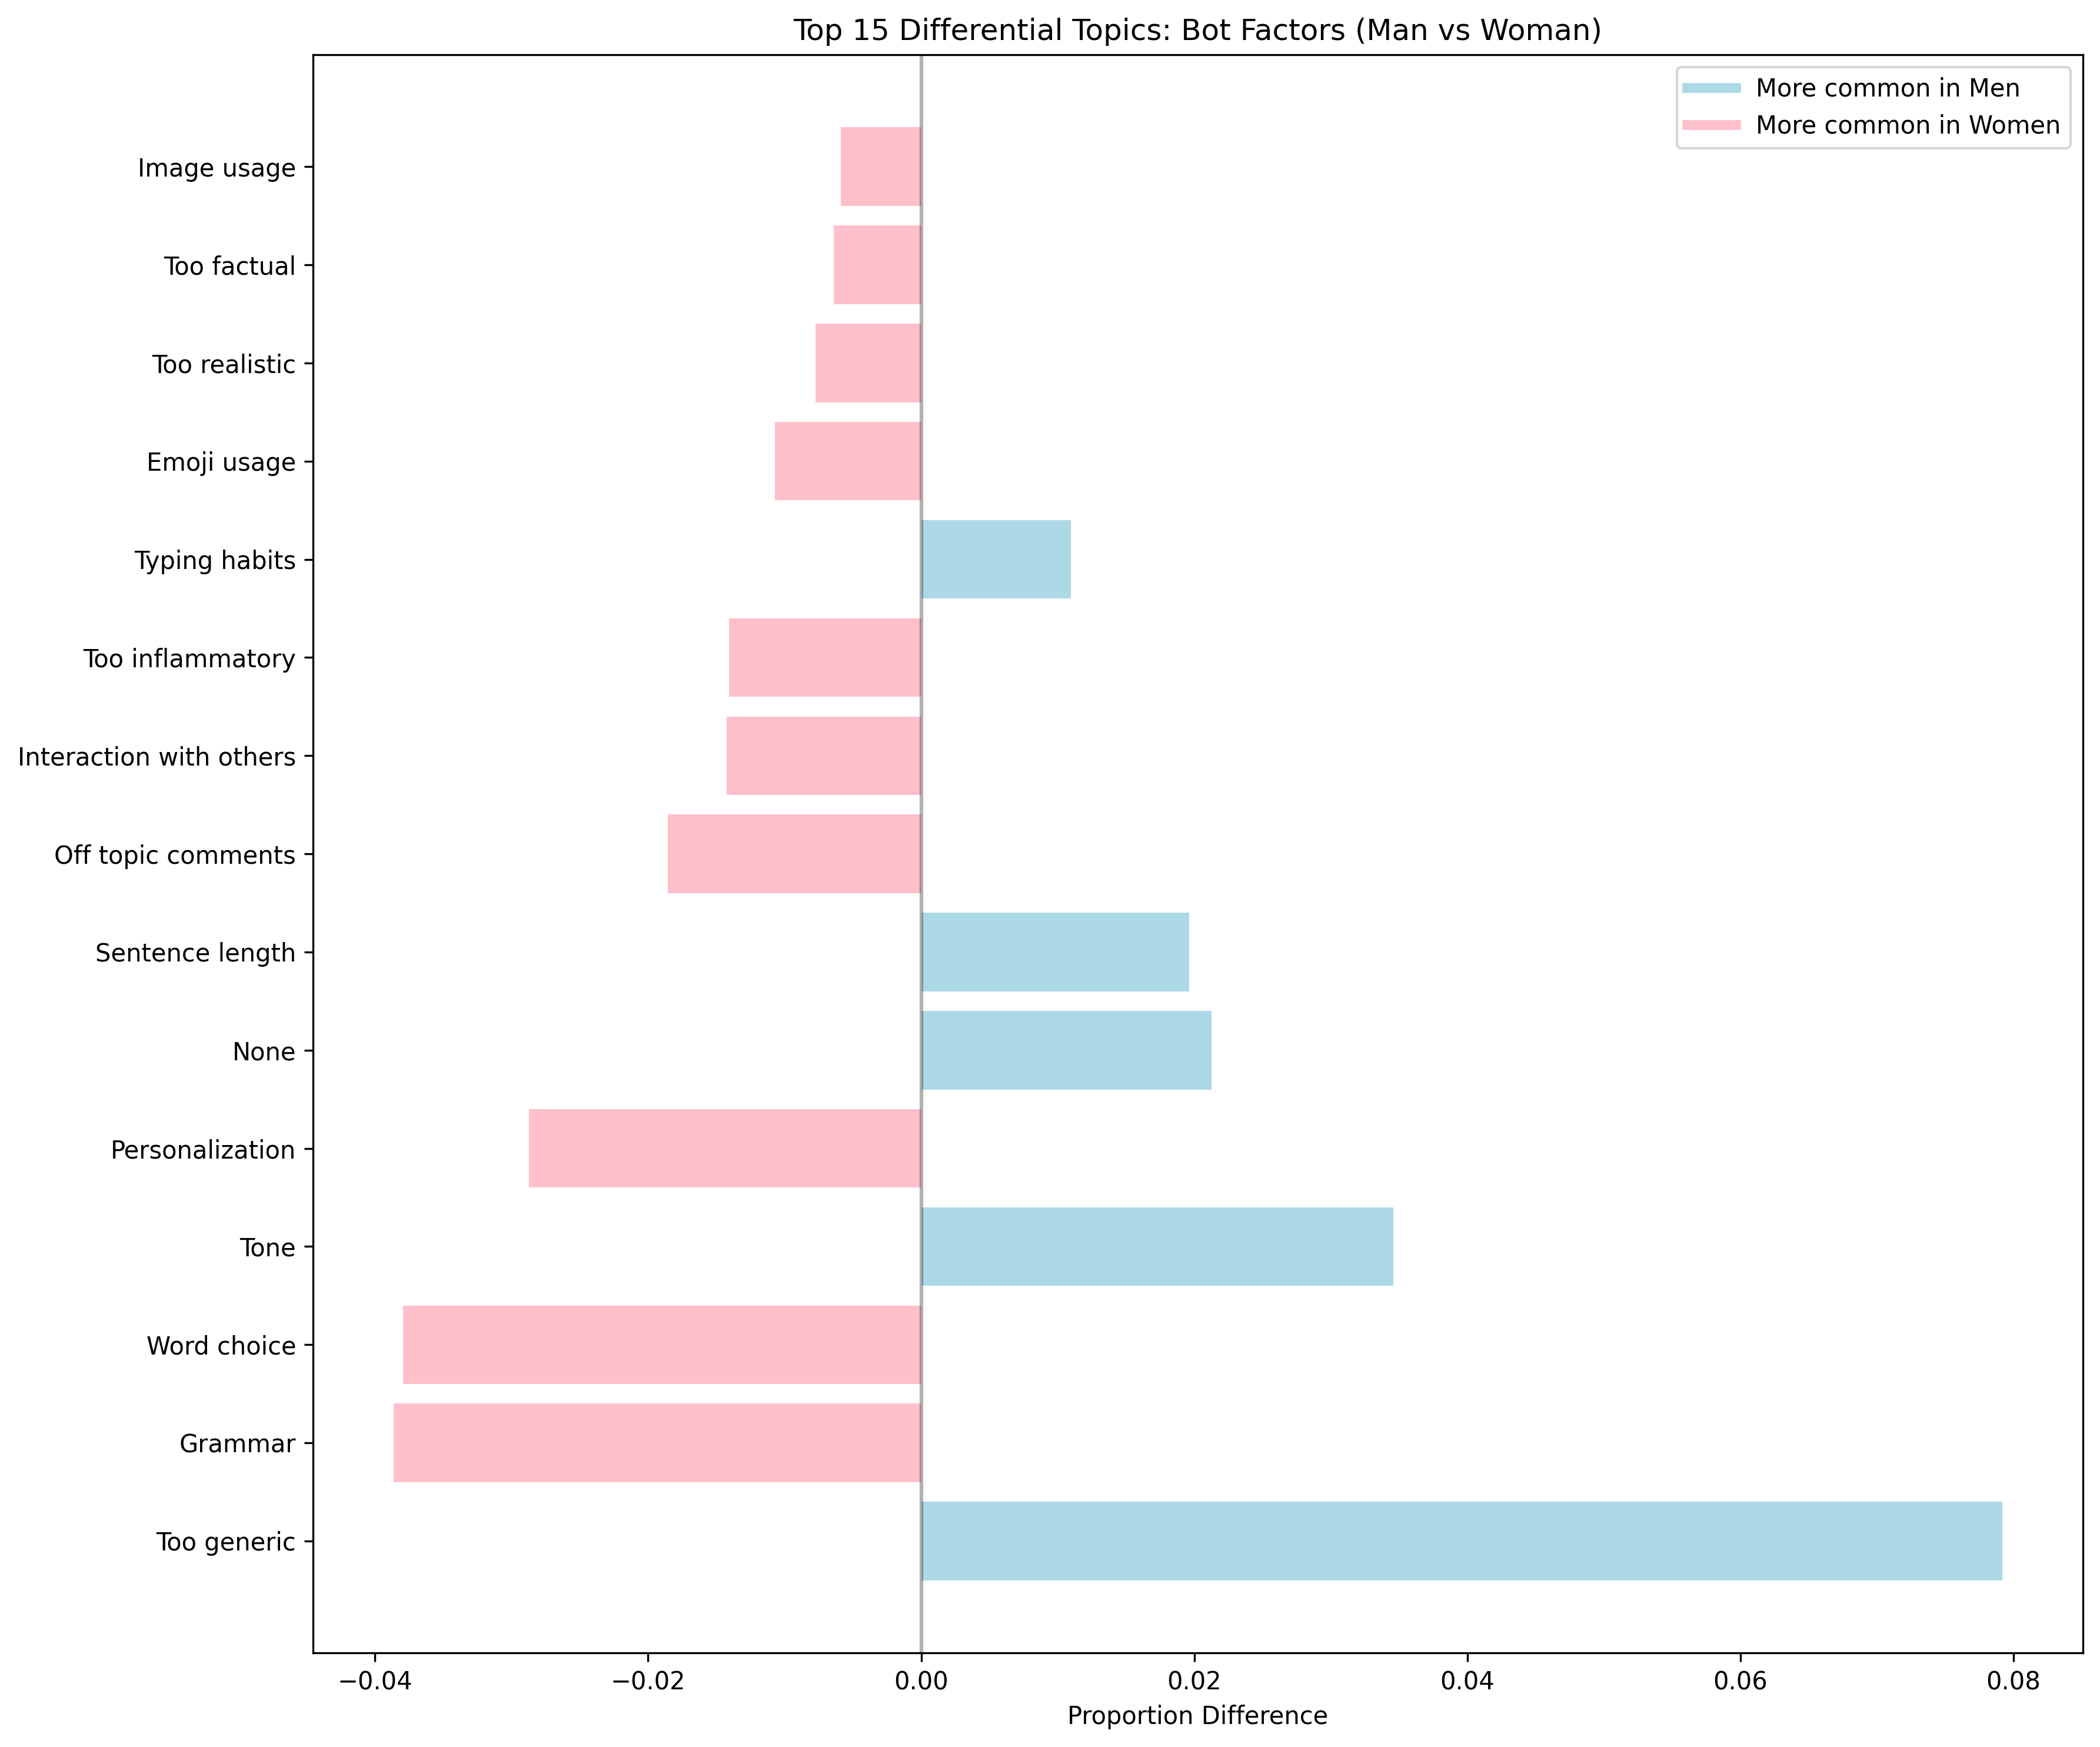 Top 15 Differential Topics: Bot Factors (Man vs Woman)
More common in Men
More common in Women
Image usage
Too factual
Too realistic
Emoji usage
Typing habits
Too inflammatory
Interaction with others
Off topic comments
Sentence length
None
Personalization
Tone
Word choice
Grammar
Too generic
−0.04 −0.02 0.00 0.02 0.04 0.06 0.08
Proportion Difference